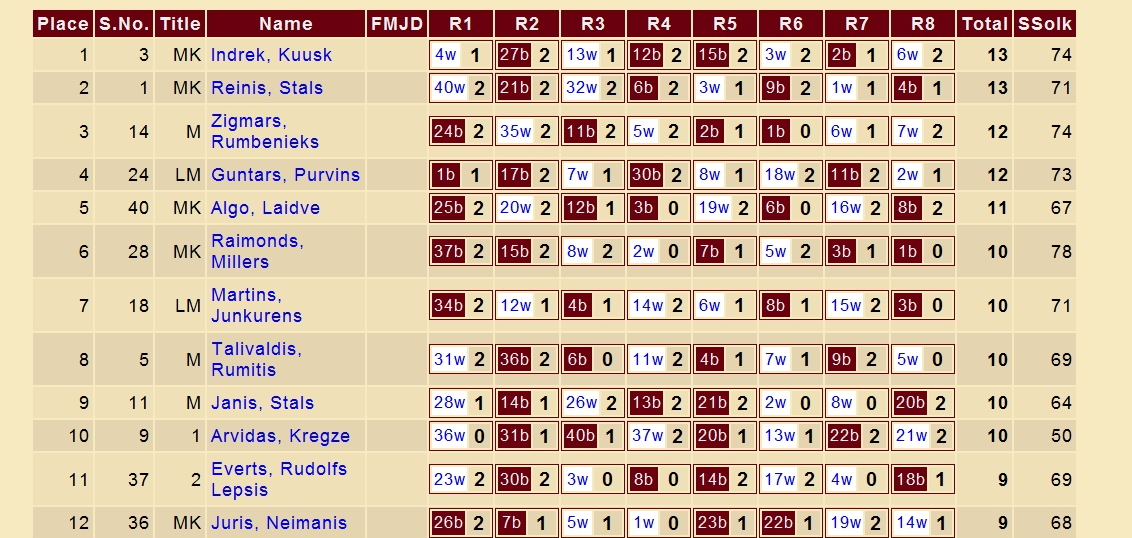 Place S.No. Title Name FMJD R1 R2 R3 R4 R5 R6 R7 R8 Total SSolk
1 3 MK Indrek, Kuusk 4w 1 27b 2 13w 1 12b 2 15b 2 3w 2 2b 1 6w 2 13 74
2 1 MK Reinis, Stals 40w 2 21b 2 32w 2 6b 2 3w 1 9b 2 1w 1 4b 1 13 71
3 14 M Zigmars, Rumbenieks 24b 2 35w 2 11b 2 5w 2 2b 1 1b 0 6w 1 7w 2 12 74
4 24 LM Guntars, Purvins 1b 1 17b 2 7w 1 30b 2 8w 1 18w 2 11b 2 2w 1 12 73
5 40 MK Algo, Laidve 25b 2 20w 2 12b 1 3b 0 19w 2 6b 0 16w 2 8b 2 11 67
6 28 MK Raimonds, Millers 37b 2 15b 2 8w 2 2w 0 7b 1 5w 2 3b 1 1b 0 10 78
7 18 LM Martins, Junkurens 34b 2 12w 1 4b 1 14w 2 6w 1 8b 1 15w 2 3b 0 10 71
8 5 M Talivaldis, Rumitis 31w 2 36b 2 6b 0 11w 2 4b 1 7w 1 9b 2 5w 0 10 69
9 11 M Janis, Stals 28w 1 14b 1 26w 2 13b 2 21b 2 2w 0 8w 0 20b 2 10 64
10 9 1 Arvidas, Kregze 36w 0 31b 1 40b 1 37w 2 20b 1 13w 1 22b 2 21w 2 10 50
11 37 2 Everts, Rudolfs Lepsis 23w 2 30b 2 3w 0 8b 0 14b 2 17w 2 4w 0 18b 1 9 69
12 36 MK Juris, Neimanis 26b 2 7b 1 5w 1 1w 0 23b 1 22b 1 19w 2 14w 1 9 68